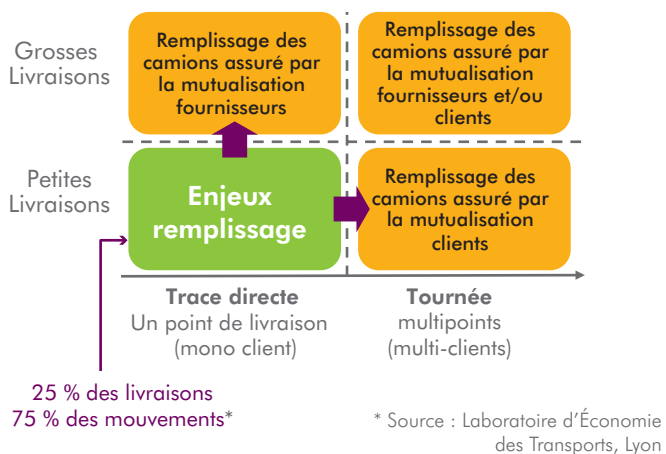 Grosses
Livraisons
Remplissage des
camions assuré par
la mutualisation
fournisseurs
Remplissage des
camions assuré par
la mutualisation
fournisseurs et/ou
clients
Petites
Livraisons
Enjeux
remplissage
Remplissage des
camions assuré par
la mutualisation
clients
Trace directe
Un point de livraison
(mono client)
Tournée
multipoints
(multi-clients)
25 % des livraisons
75 % des mouvements*
* Source : Laboratoire d’Économie
des Transports, Lyon